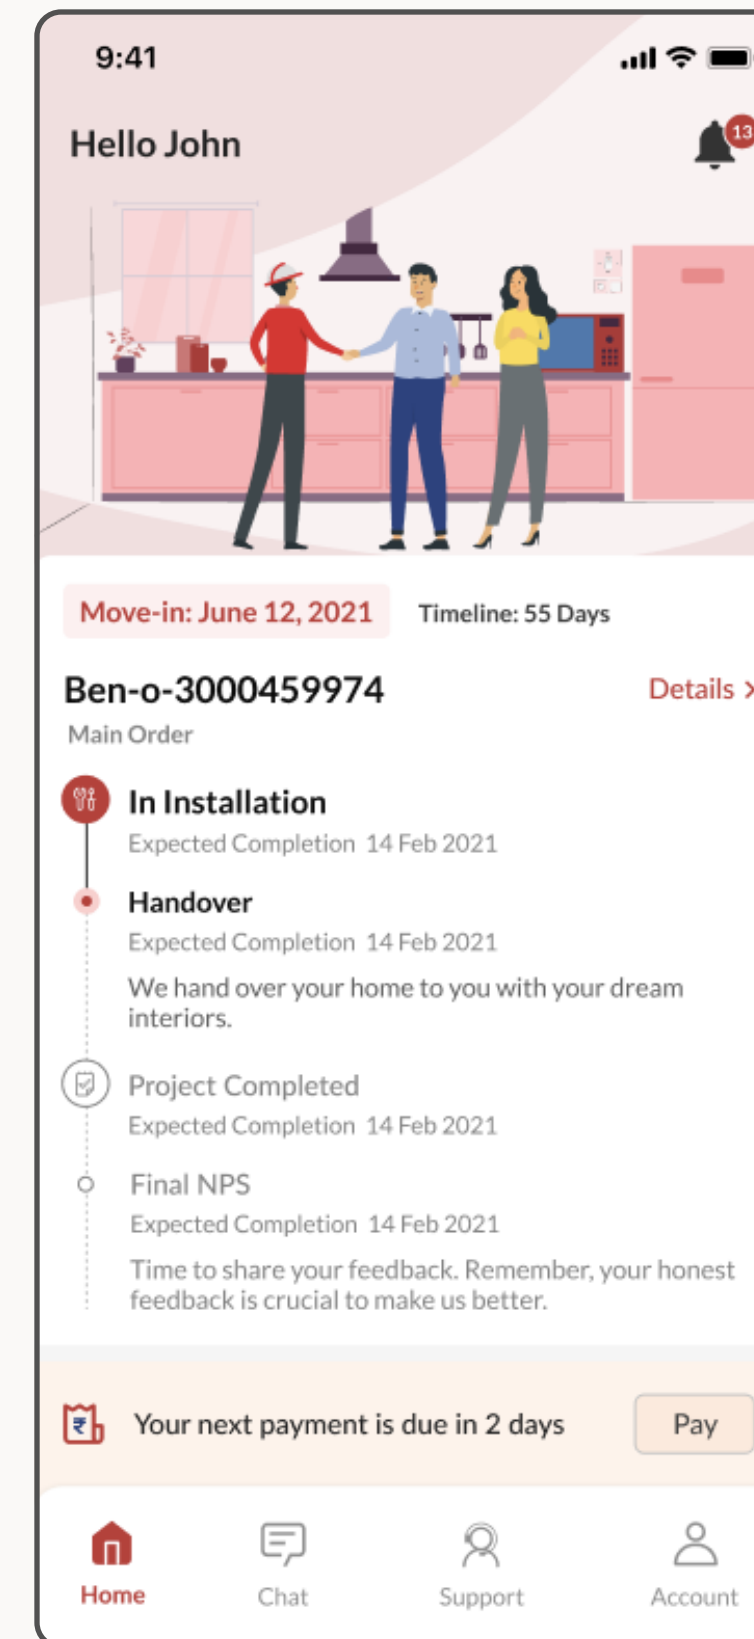 9:41
Hello John
13
Move-in: June 12, 2021
Timeline: 55 Days
Ben-o-3000459974
Details >
Main Order
In Installation
Expected Completion 14 Feb 2021
Handover
Expected Completion 14 Feb 2021
We hand over your home to you with your dream
interiors.
Project Completed
Expected Completion 14 Feb 2021
Final NPS
Expected Completion 14 Feb 2021
Time to share your feedback. Remember, your honest
feedback is crucial to make us better.
₹
Your next payment is due in 2 days
Pay
Home
Chat
Support
Account